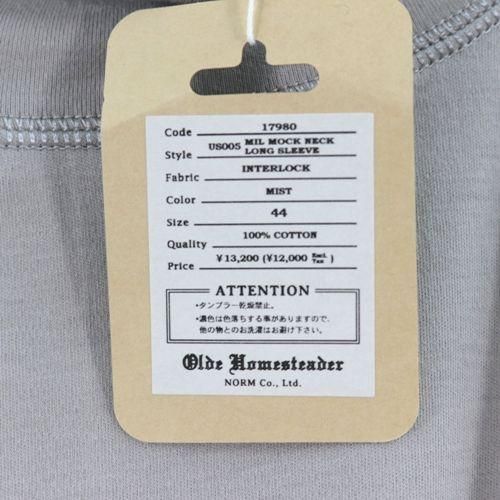 Code 17980
Style US005 MIL MOCK NECK
LONG SLEEVE
Fabric INTERLOCK
Color MIST
Size 44
Quality 100% COTTON
Price ¥13,200 (¥12,000 Excl. Tax)
ATTENTION
・タンブラー乾燥禁止。
・濃色は色落ちする事がありますので、
他の物とのお洗濯はお避け下さい。
Olde Homesteader
NORM Co., Ltd.